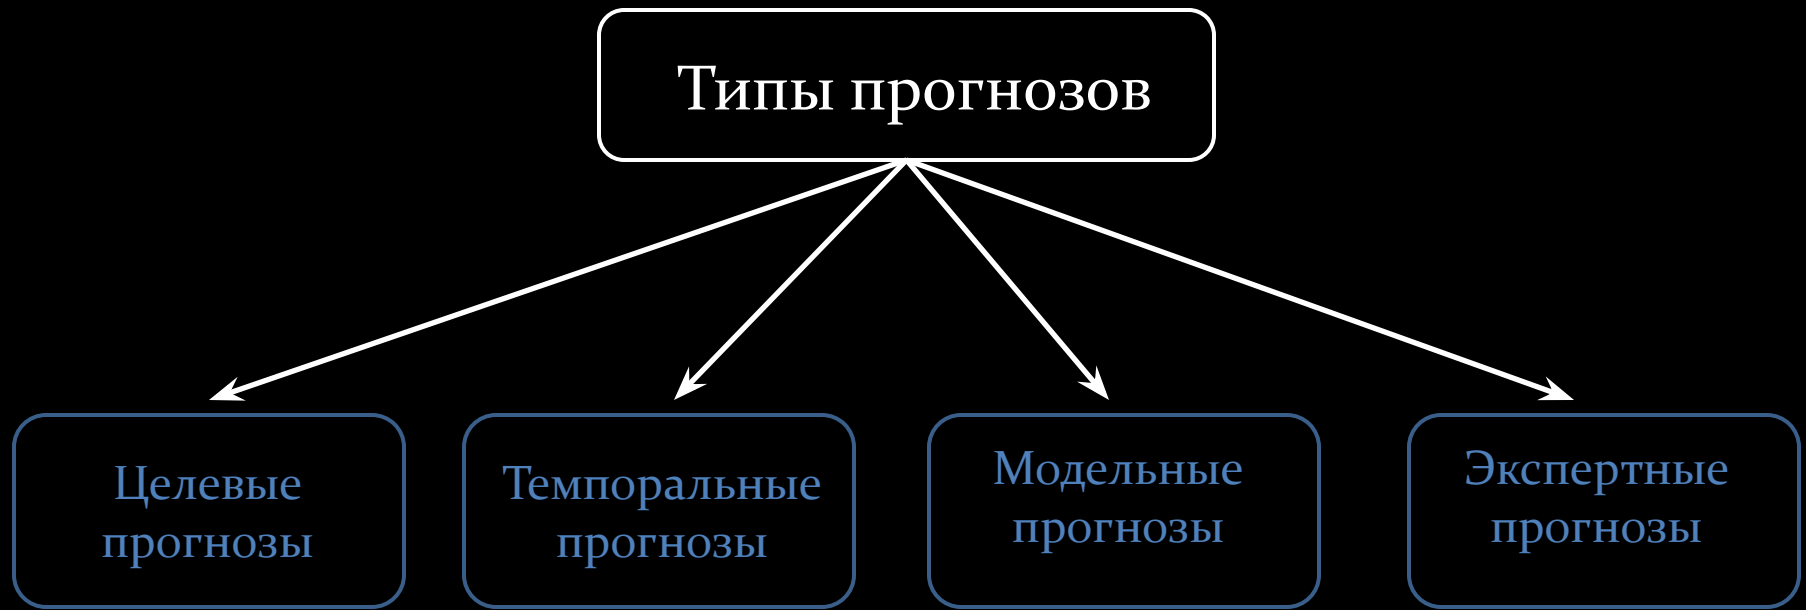 Типы прогнозов
Целевые
прогнозы
Темпоральные
прогнозы
Модельные
прогнозы
Экспертные
прогнозы